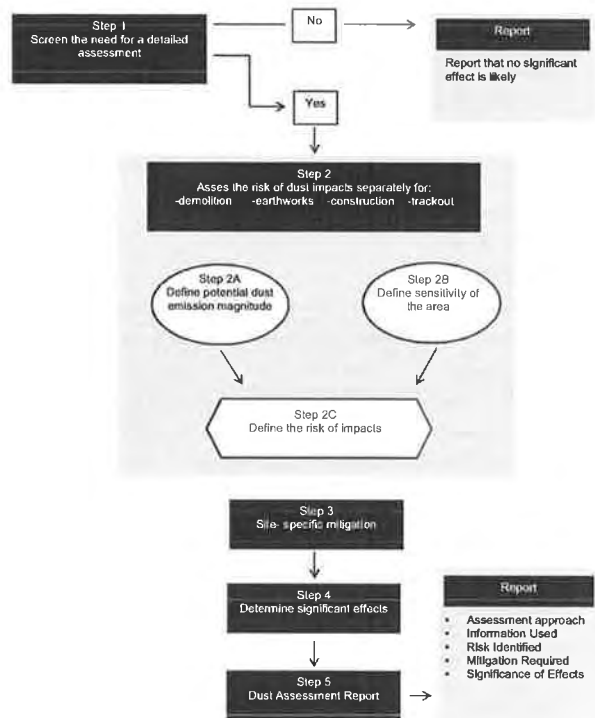 Step 1
Screen the need for a detailed
assessment
No
Report
Report that no significant
effect is likely
Yes
Step 2
Asses the risk of dust impacts separately for:
-demolition -earthworks -construction -trackout
Step 2A
Define potential dust
emission magnitude
Step 2B
Define sensitivity of
the area
Step 2C
Define the risk of impacts
Step 3
Site- specific mitigation
Step 4
Determine significant effects
Report
• Assessment approach
• Information Used
• Risk Identified
• Mitigation Required
• Significance of Effects
Step 5
Dust Assessment Report